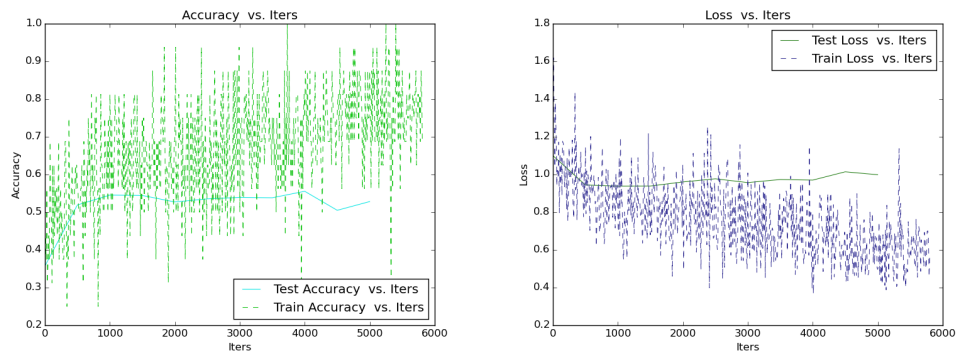 Accuracy  vs. Iters
1.0
0.9
0.8
0.7
0.6
0.5
0.4
0.3
0.2
Accuracy
0 1000 2000 3000 4000 5000 6000
Iters
Test Accuracy  vs. Iters
Train Accuracy  vs. Iters
Loss  vs. Iters
1.8
1.6
1.4
1.2
1.0
0.8
0.6
0.4
0.2
Loss
0 1000 2000 3000 4000 5000 6000
Iters
Test Loss  vs. Iters
Train Loss  vs. Iters